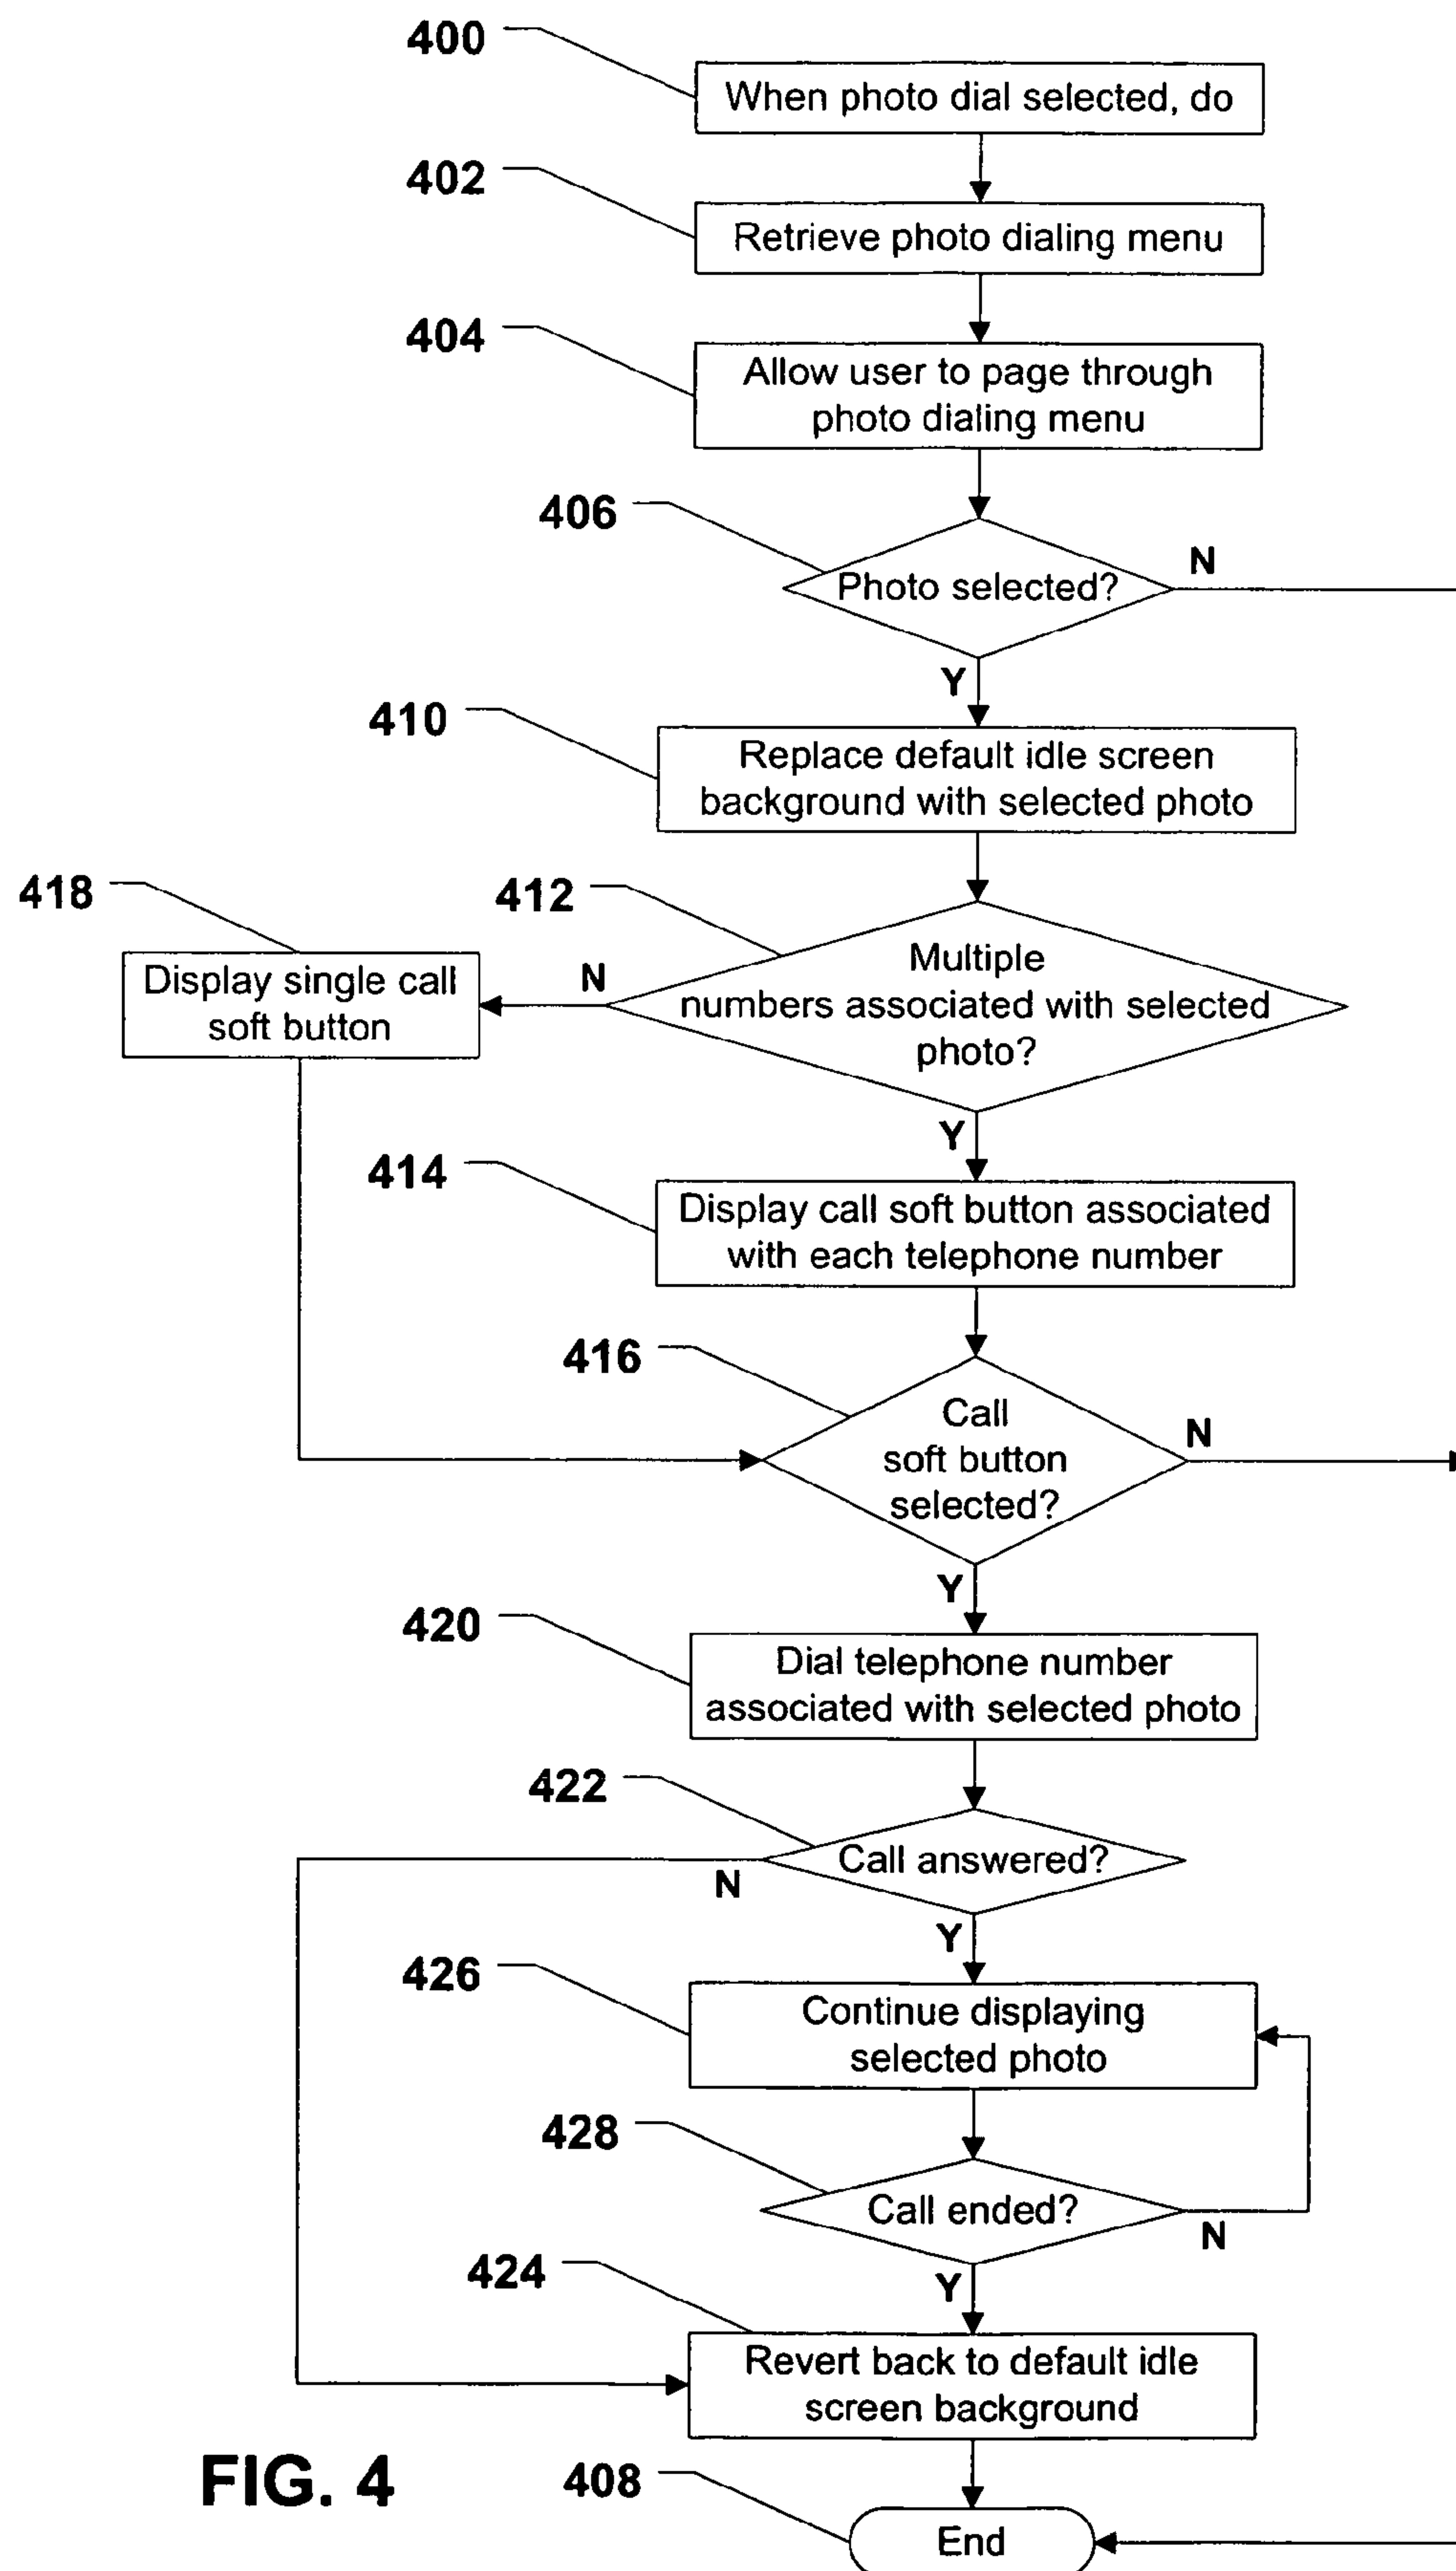 400
When photo dial selected, do
402
Retrieve photo dialing menu
404
Allow user to page through
photo dialing menu
406
Photo selected?
N
Y
410
Replace default idle screen
background with selected photo
418
412
Display single call
soft button
N
Multiple
numbers associated with selected
photo?
Y
414
Display call soft button associated
with each telephone number
416
Call
soft button
selected?
N
Y
420
Dial telephone number
associated with selected photo
422
Call answered?
N
Y
426
Continue displaying
selected photo
428
Call ended?
N
Y
424
Revert back to default idle
screen background
FIG. 4
408
End